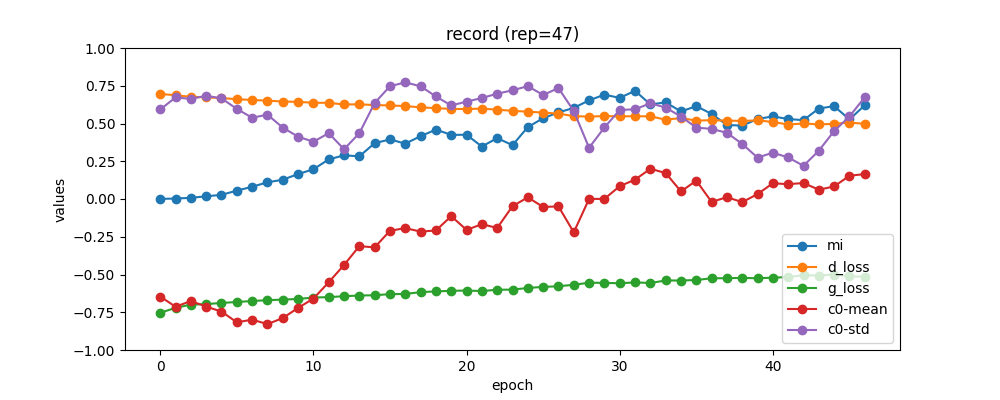 record (rep=47)
1.00
0.75
0.50
0.25
0.00
−0.25
−0.50
−0.75
−1.00
values
mi
d_loss
g_loss
c0-mean
c0-std
0 10 20 30 40
epoch